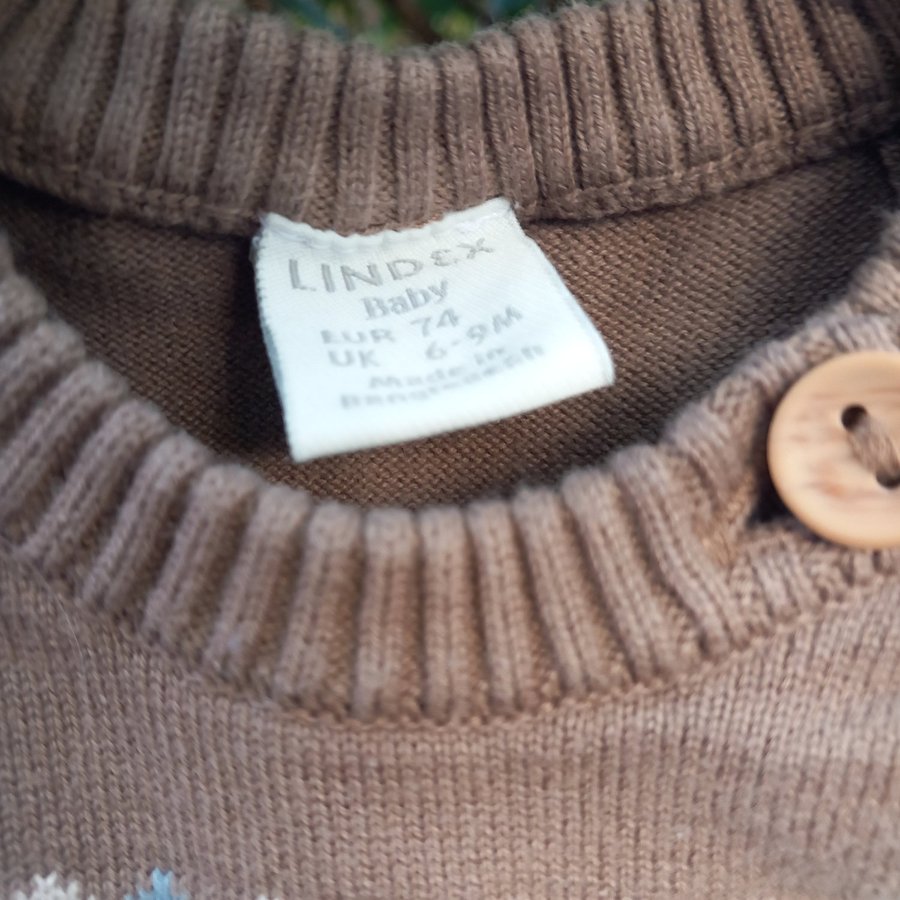 LINDEX
Baby
EUR 74
UK 6-9M
Made in
Bangladesh